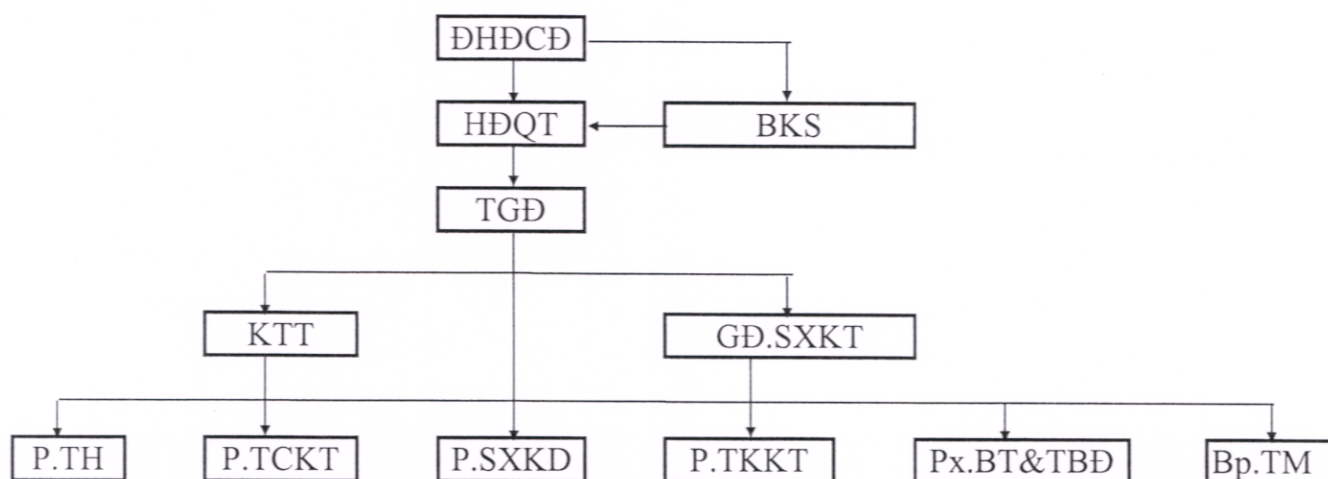 ĐHĐCĐ
HĐQT
BKS
TGĐ
KTT
GĐ.SXKT
P.TH
P.TCKT
P.SXKD
P.TKKT
Px.BT&TBĐ
Bp.TM